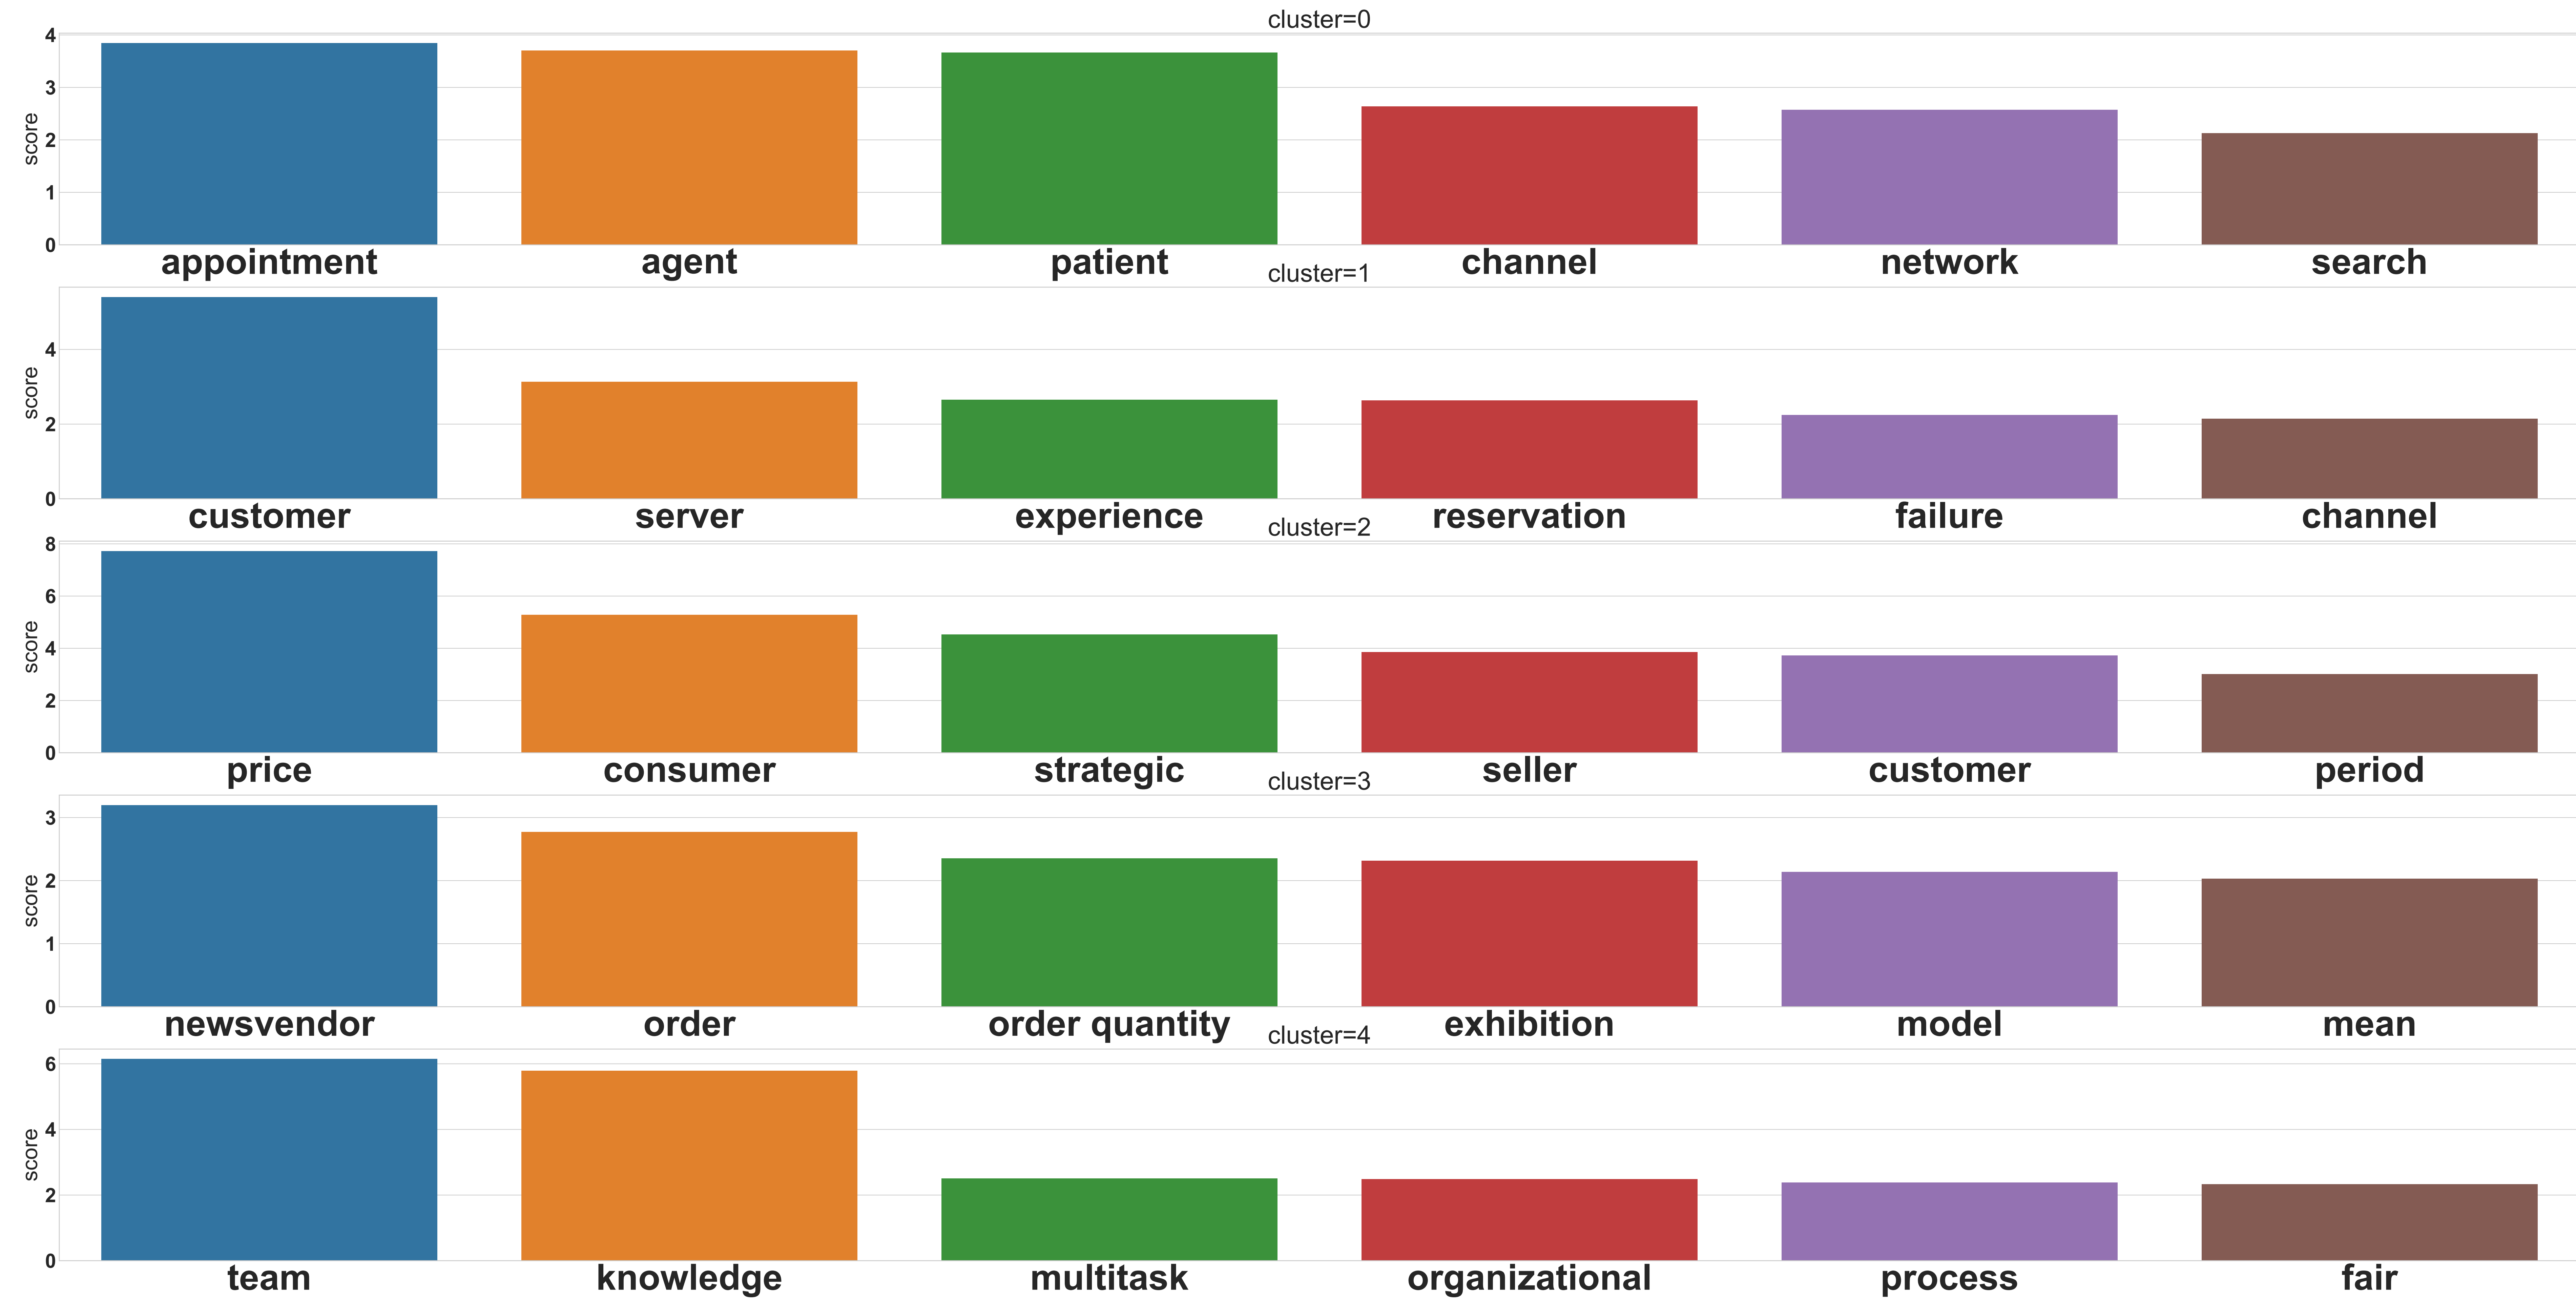 cluster=0
score
4
3
2
1
0
appointment agent patient channel network search
cluster=1
score
4
2
0
customer server experience reservation failure channel
cluster=2
score
8
6
4
2
0
price consumer strategic seller customer period
cluster=3
score
3
2
1
0
newsvendor order order quantity exhibition model mean
cluster=4
score
6
4
2
0
team knowledge multitask organizational process fair